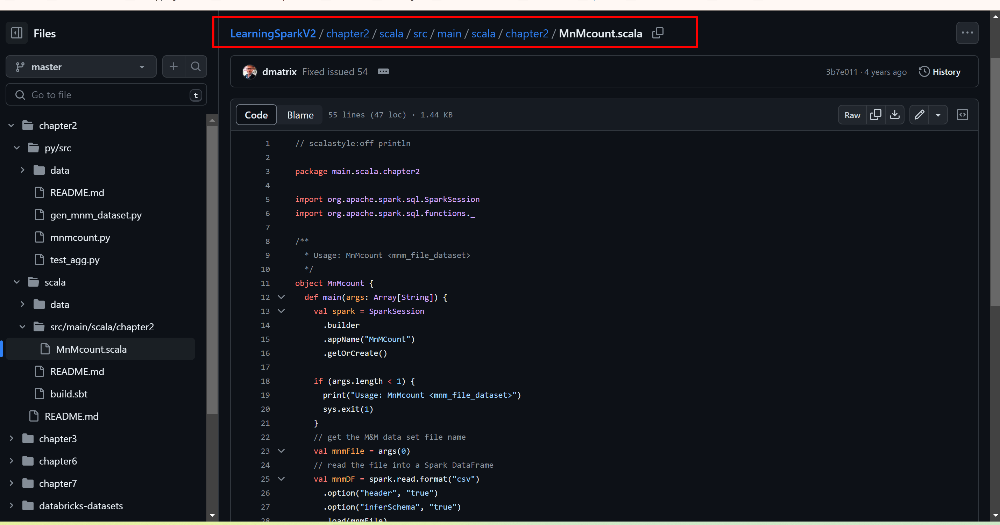 Files
master
Go to file
t
chapter2
py/src
data
README.md
gen_mnm_dataset.py
mnmcount.py
test_agg.py
scala
data
src/main/scala/chapter2
MnMcount.scala
README.md
build.sbt
README.md
chapter3
chapter6
chapter7
databricks-datasets
LearningSparkV2 / chapter2 / scala / src / main / scala / chapter2 / MnMcount.scala
dmatrix Fixed issued 54
3b7e011 · 4 years ago History
Code Blame 55 lines (47 loc) · 1.44 KB
Raw
1 // scalastyle:off println
2
3 package main.scala.chapter2
4
5 import org.apache.spark.sql.SparkSession
6 import org.apache.spark.sql.functions._
7
8 /**
9 * Usage: MnMcount <mnm_file_dataset>
10 */
11 object MnMcount {
12 def main(args: Array[String]) {
13 val spark = SparkSession
14 .builder
15 .appName("MnMCount")
16 .getOrCreate()
17
18 if (args.length < 1) {
19 print("Usage: MnMcount <mnm_file_dataset>")
20 sys.exit(1)
21 }
22 // get the M&M data set file name
23 val mnmFile = args(0)
24 // read the file into a Spark DataFrame
25 val mnmDF = spark.read.format("csv")
26 .option("header", "true")
27 .option("inferSchema", "true")
28 .load(mnmFile)